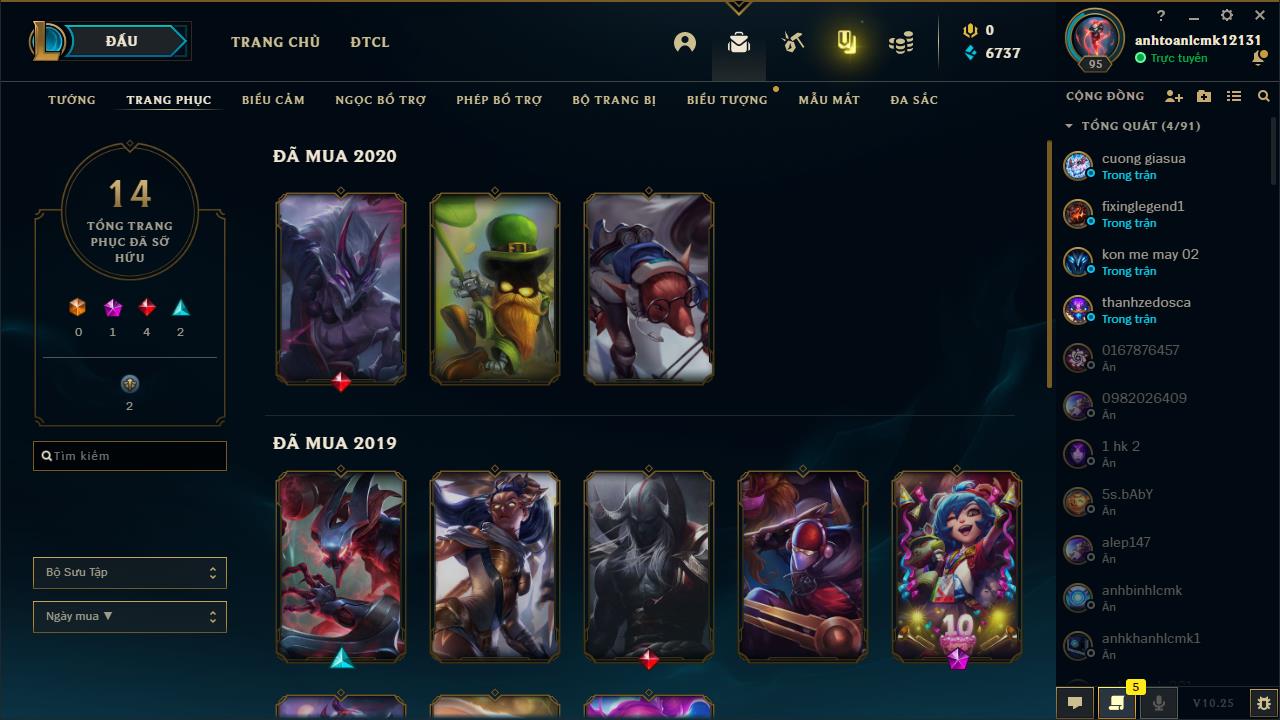 ĐẤU
TRANG CHỦ
ĐTCL
0
6737
?
anhtoanlcmk12131
Trực tuyến
95
TƯỚNG
TRANG PHỤC
BIỂU CẢM
NGỌC BỔ TRỢ
PHÉP BỔ TRỢ
BỘ TRANG BỊ
BIỂU TƯỢNG
MẪU MẮT
ĐA SẮC
CỘNG ĐỒNG
TỔNG QUÁT (4/91)
14
TỔNG TRANG
PHỤC ĐÃ SỞ
HỮU
0
1
4
2
2
Tìm kiếm
Bộ Sưu Tập
Ngày mua ▼
ĐÃ MUA 2020
ĐÃ MUA 2019
10
cuong giasua
Trong trận
fixinglegend1
Trong trận
kon me may 02
Trong trận
thanhzedosca
Trong trận
0167876457
Ẩn
0982026409
Ẩn
1 hk 2
Ẩn
5s.bAbY
Ẩn
alep147
Ẩn
anhbinhlcmk
Ẩn
anhkhanhlcmk1
Ẩn
5
V10.25